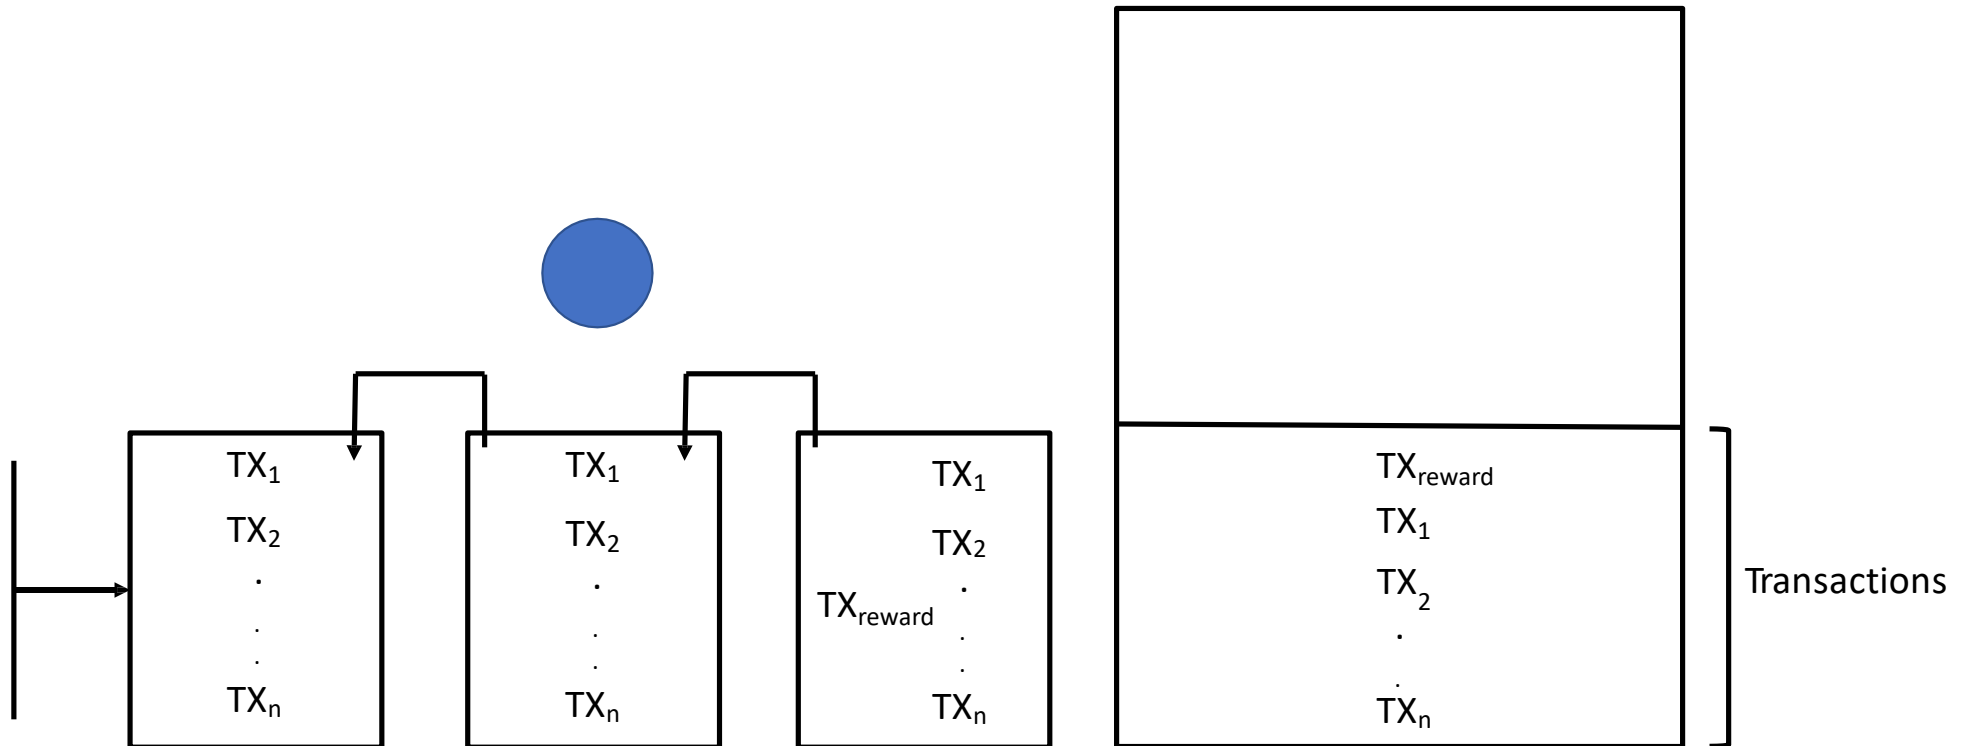 TX₁
TX₂
.
.
.
TXₙ
TX₁
TX₂
.
.
.
TXₙ
TX₁
TX₂
.
TXreward
.
.
TXₙ
TXreward
TX₁
TX₂
.
.
TXₙ
Transactions